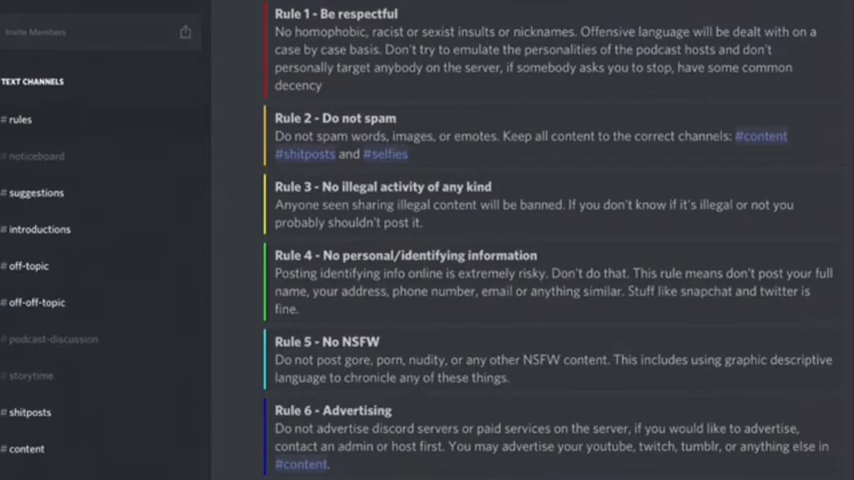 Invite Members
TEXT CHANNELS
# rules
# noticeboard
# suggestions
# introductions
# off-topic
# off-off-topic
# podcast-discussion
# storytime
# shitposts
# content
Rule 1 - Be respectful
No homophobic, racist or sexist insults or nicknames. Offensive language will be dealt with on a
case by case basis. Don't try to emulate the personalities of the podcast hosts and don't
personally target anybody on the server, if somebody asks you to stop, have some common
decency
Rule 2 - Do not spam
Do not spam words, images, or emotes. Keep all content to the correct channels: #content
#shitposts and #selfies
Rule 3 - No illegal activity of any kind
Anyone seen sharing illegal content will be banned. If you don't know if it's illegal or not you
probably shouldn't post it.
Rule 4 - No personal/identifying information
Posting identifying info online is extremely risky. Don't do that. This rule means don't post your full
name, your address, phone number, email or anything similar. Stuff like snapchat and twitter is
fine.
Rule 5 - No NSFW
Do not post gore, porn, nudity, or any other NSFW content. This includes using graphic descriptive
language to chronicle any of these things.
Rule 6 - Advertising
Do not advertise discord servers or paid services on the server, if you would like to advertise,
contact an admin or host first. You may advertise your youtube, twitch, tumblr, or anything else in
#content.